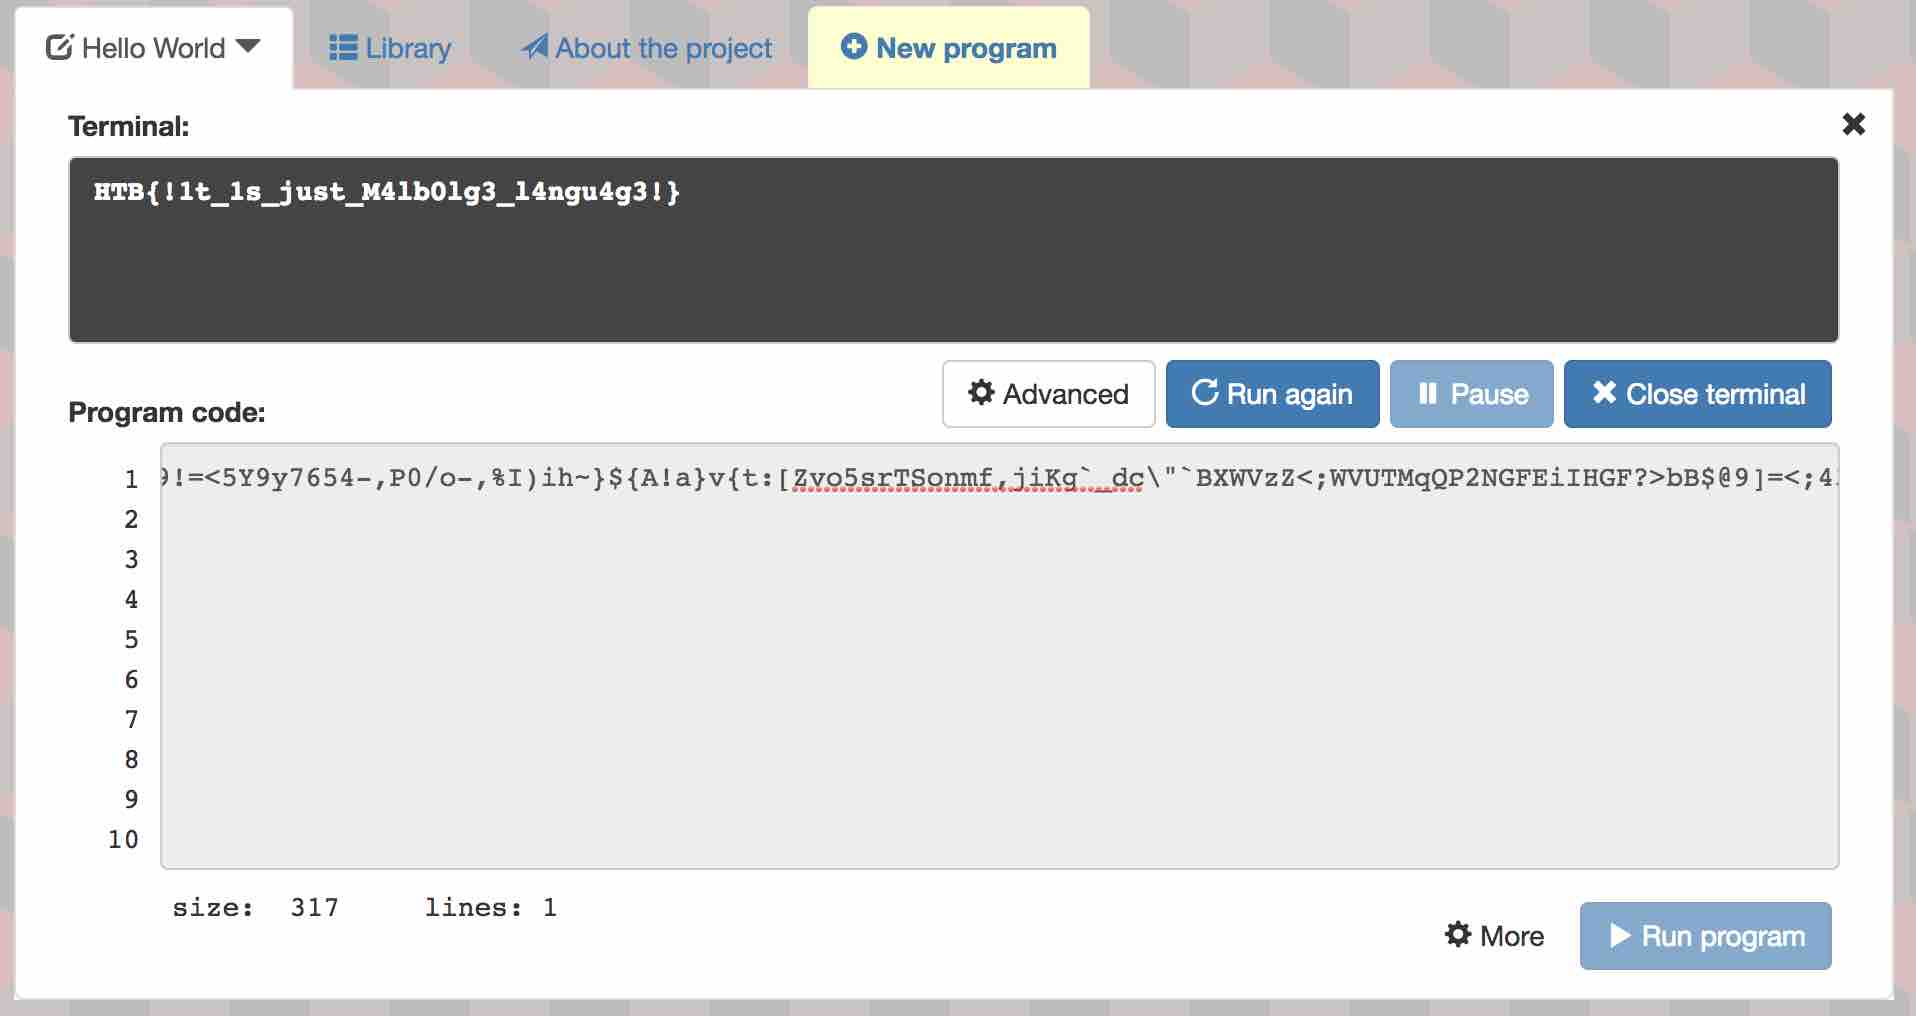 Hello World Library About the project New program
Terminal:
HTB{!1t_1s_just_M4lb0lg3_l4ngu4g3!}
Advanced Run again Pause Close terminal
Program code:
1 !=<5Y9y7654-,P0/o-,%I)ih~}${A!a}v{t:[Zvo5srTSonmf,jiKg`_dc\"`BXWVzZ<;WVUTMqQP2NGFEiIHGF?>bB$@9]=<;4
2
3
4
5
6
7
8
9
10
size: 317 lines: 1
More Run program